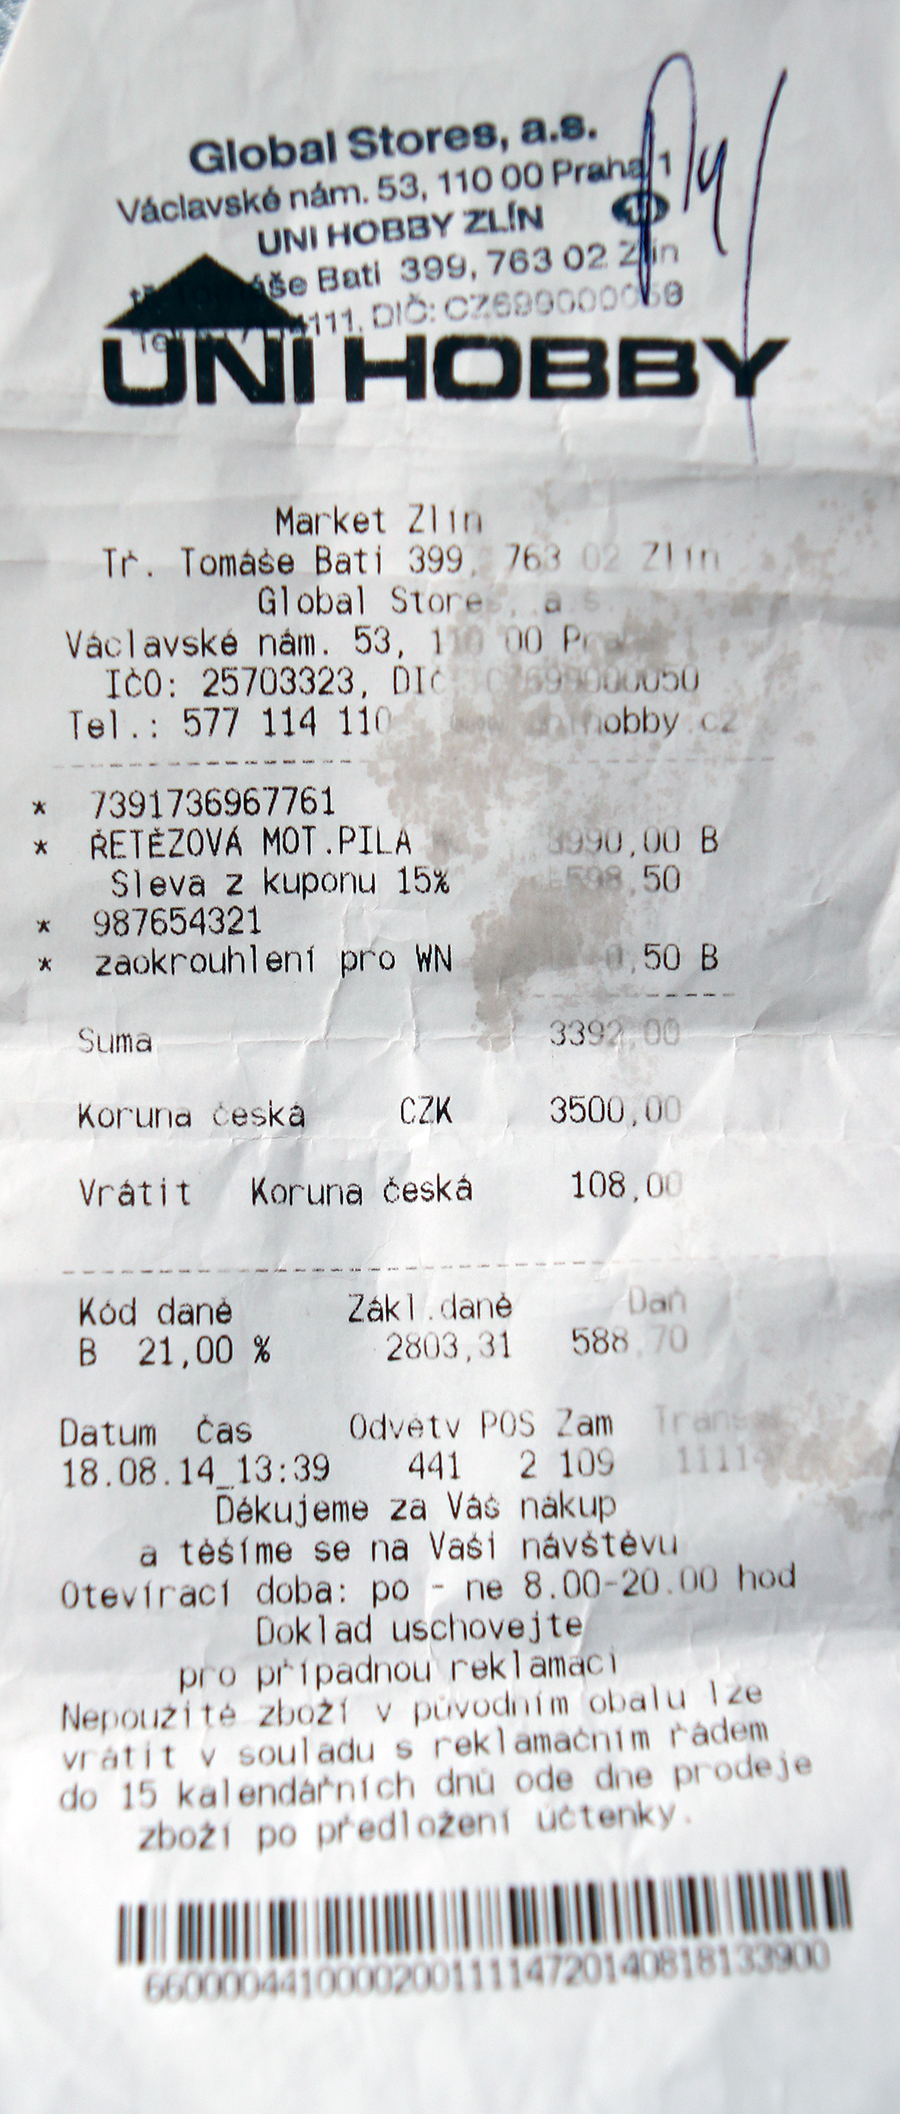 Global Stores, a.s.
Václavské nám. 53, 110 00 Praha 1
UNI HOBBY ZLÍN
Bati 399, 763 02 Zlín
DIČ:
UNI HOBBY
Market Zlín
Tř. Tomáše Bati 399, 763 02 Zlín
Global Stores, a.s.
Václavské nám. 53, 110 00 Praha 1
IČO: 25703323, DIČ
Tel.: 577 114 110
* 7391736967761
* ŘETĚZOVÁ MOT.PILA 3990,00 B
Sleva z kuponu 15% -598,50
* 987654321
* zaokrouhlení pro WN 0,50 B
Suma 3392,00
Koruna česká CZK 3500,00
Vrátit Koruna česká 108,00
Kód daně Zákl.daně Daň
B 21,00 % 2803,31 588,70
Datum Čas Odvětv POS Zam
18.08.14_13:39 441 2 109
Děkujeme za Váš nákup
a těšíme se na Vaši návštěvu
Otevírací doba: po - ne 8.00-20.00 hod
Doklad uschovejte
pro případnou reklamaci
Nepoužité zboží v původním obalu lze
vrátit v souladu s reklamačním řádem
do 15 kalendářních dnů ode dne prodeje
zboží po předložení účtenky.
660000441000020011114720140818133900